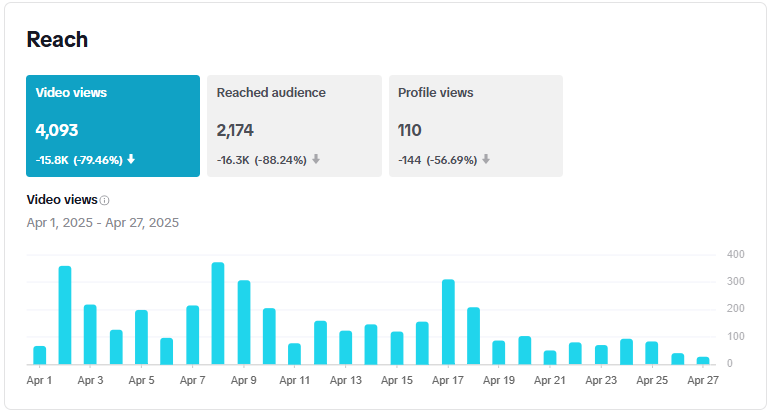 Reach
Video views Reached audience Profile views
4,093 2,174 110
-15.8K (-79.46%) -16.3K (-88.24%) -144 (-56.69%)
Video views
Apr 1, 2025 - Apr 27, 2025
400
300
200
100
0
Apr 1 Apr 3 Apr 5 Apr 7 Apr 9 Apr 11 Apr 13 Apr 15 Apr 17 Apr 19 Apr 21 Apr 23 Apr 25 Apr 27